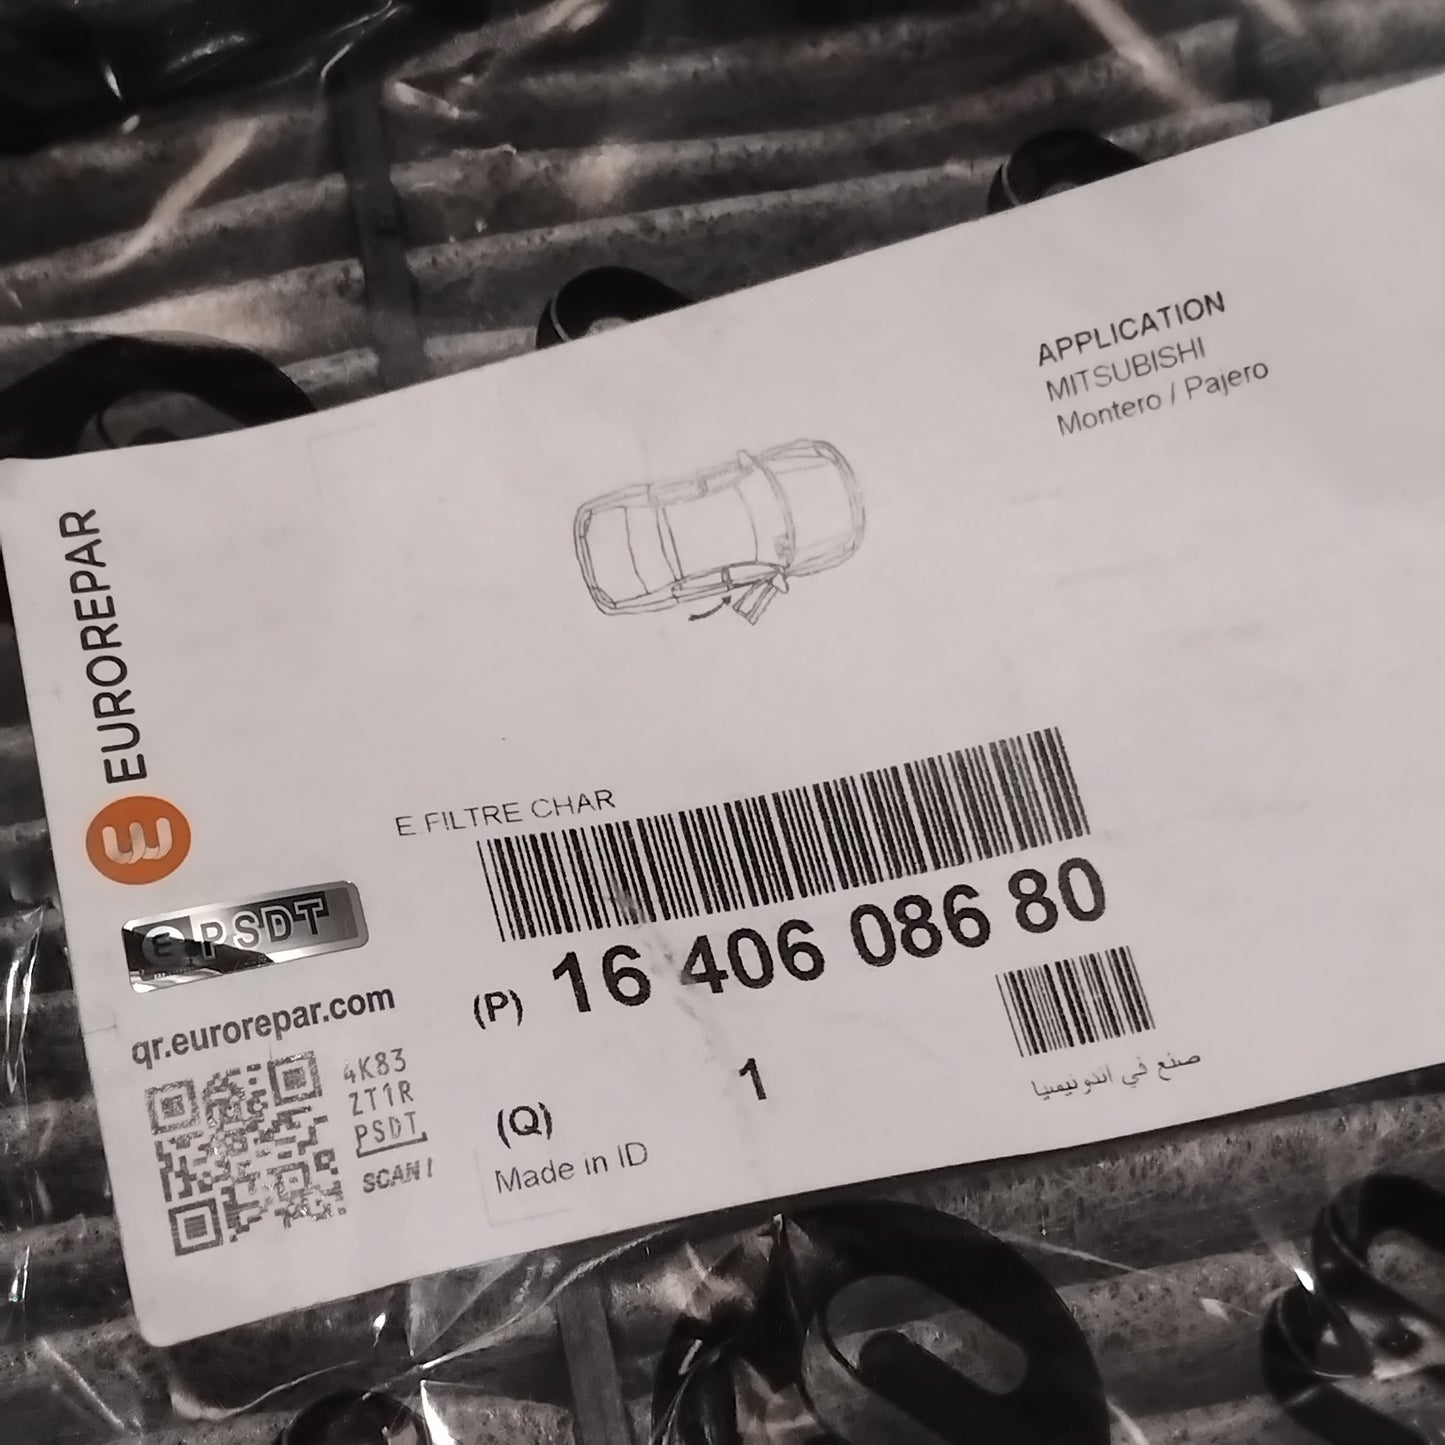 APPLICATION
MITSUBISHI
Montero / Pajero
EUROREPAR
E FILTRE CHAR
E PSDT
(P) 16 406 086 80
qr.eurorepar.com
4K83
ZT1R
PSDT
SCAN!
(Q) 1
Made in ID
صنع في اندونيسيا